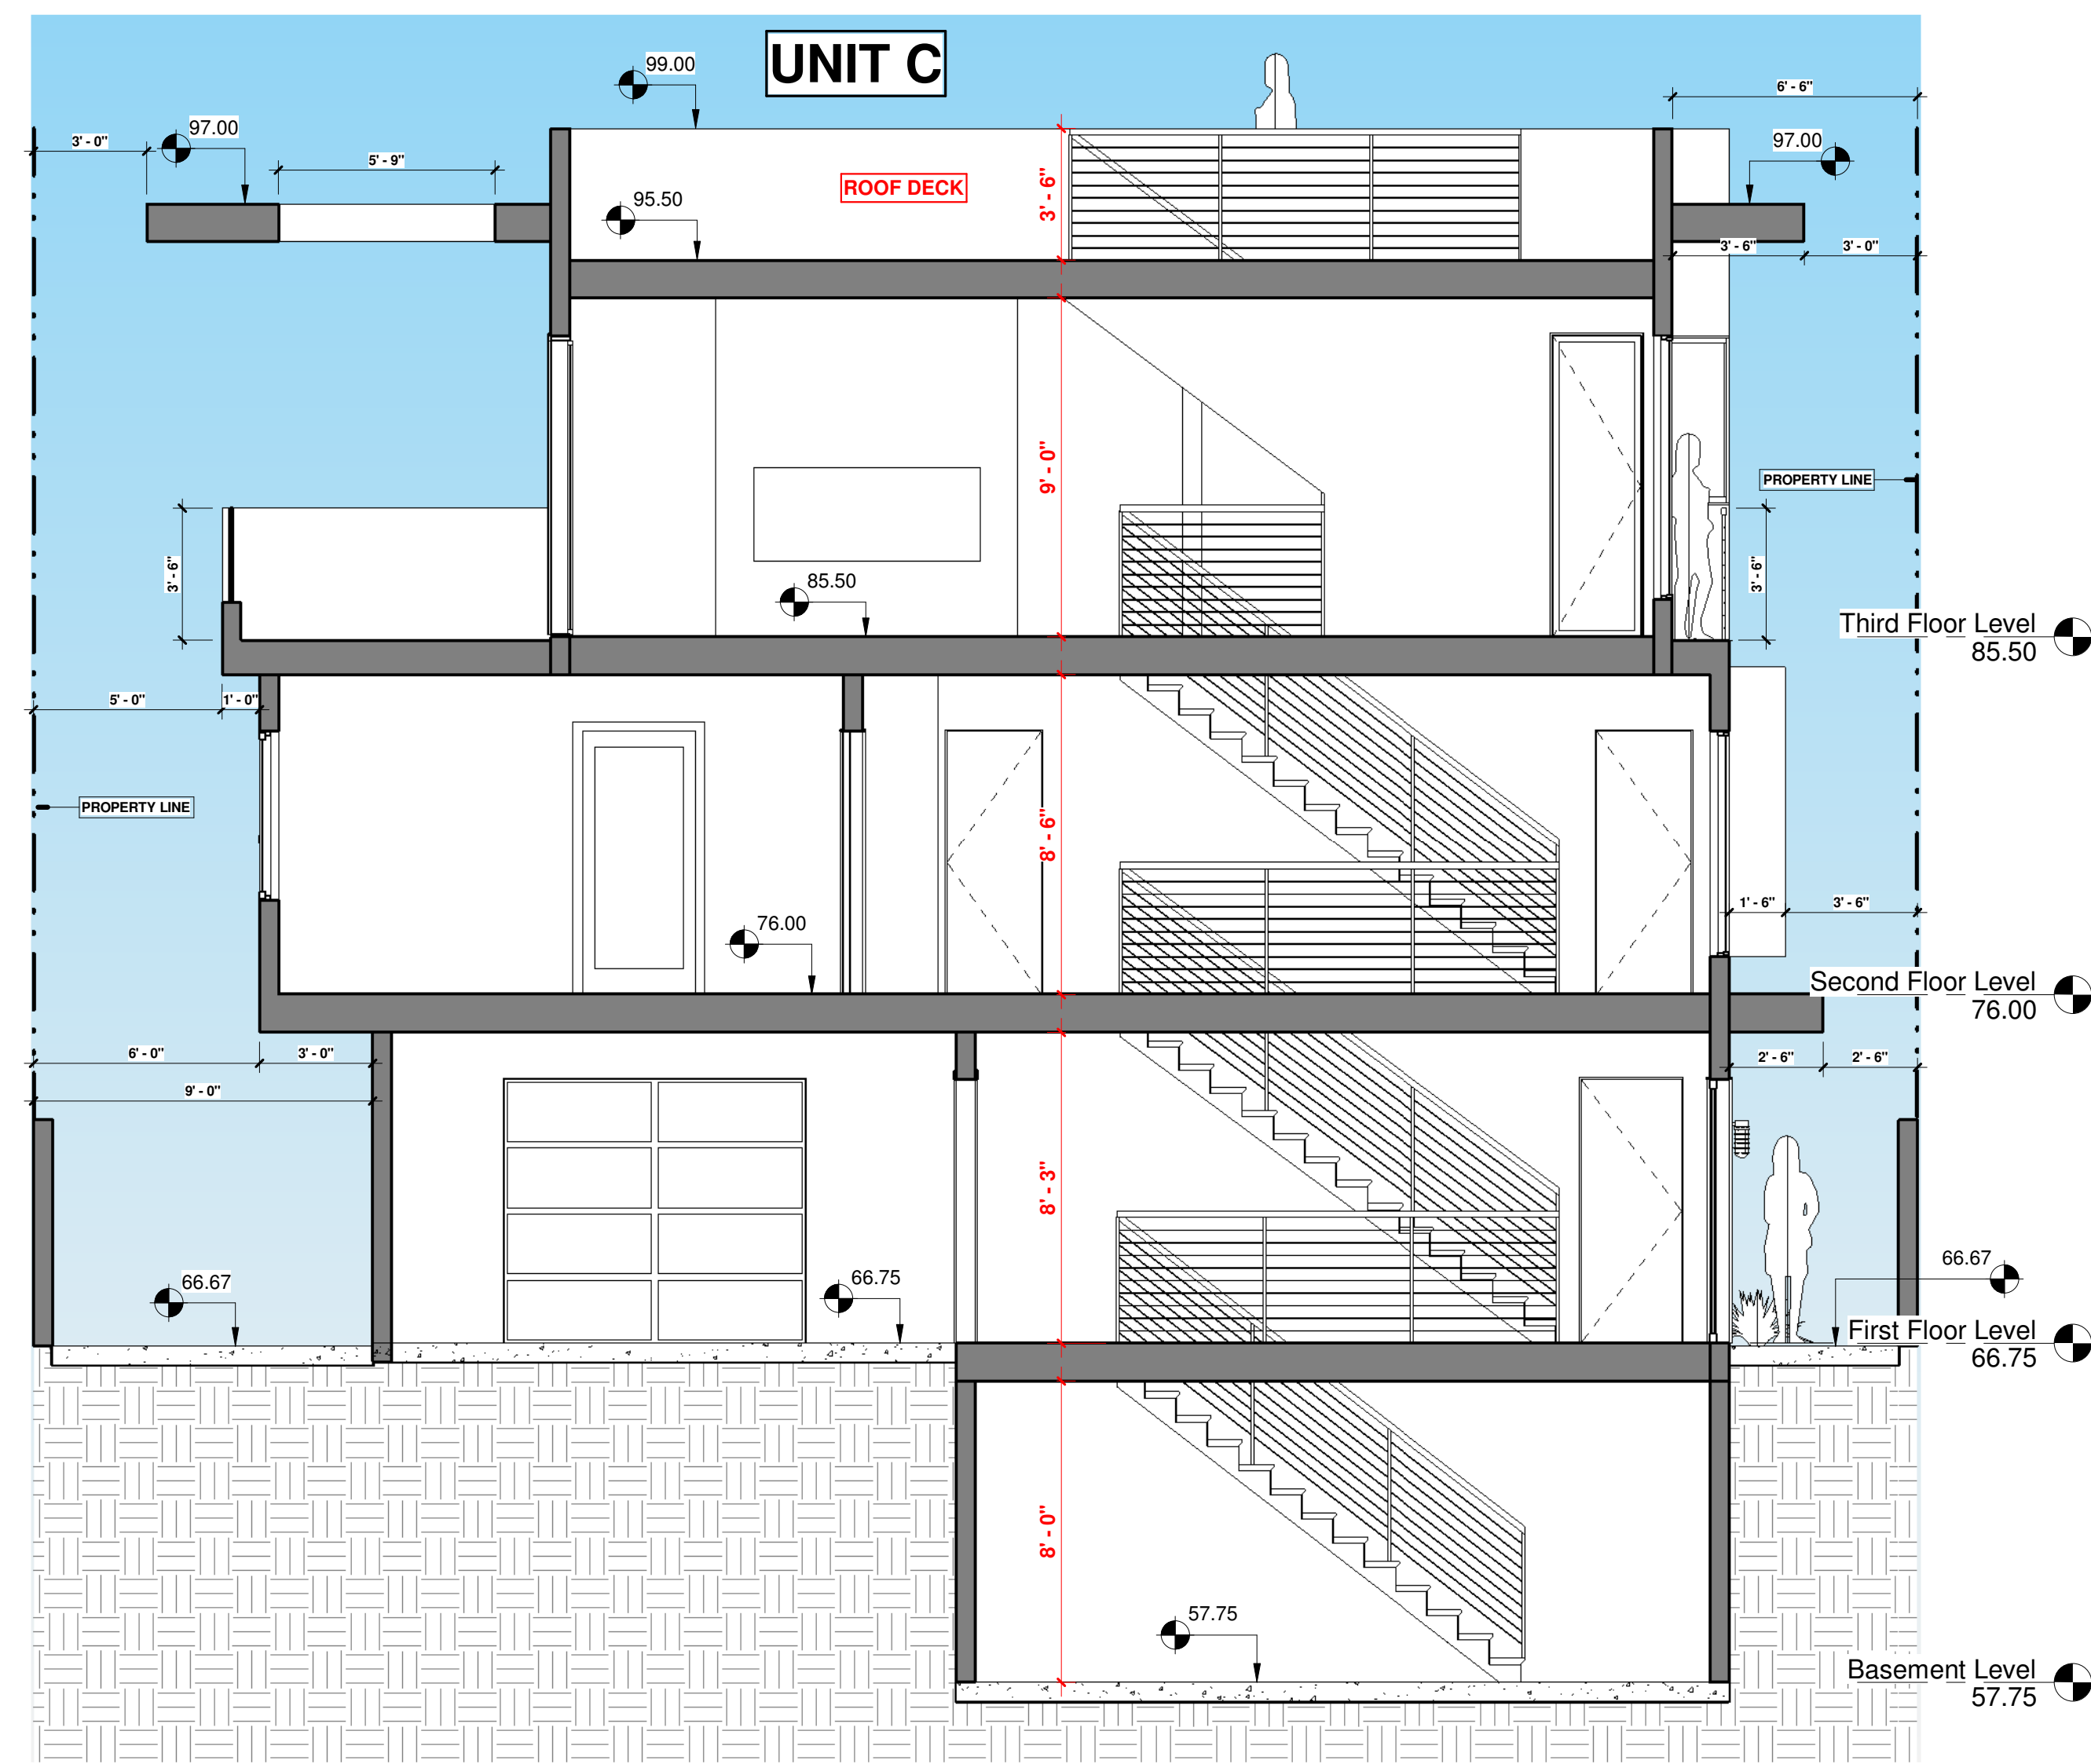 UNIT C
99.00
6' - 6"
97.00
3' - 0"
5' - 9"
97.00
ROOF DECK
3' - 6"
95.50
3' - 6"
3' - 0"
9' - 0"
PROPERTY LINE
3' - 6"
85.50
3' - 6"
Third Floor Level
85.50
5' - 0"
1' - 0"
PROPERTY LINE
8' - 6"
76.00
1' - 6"
3' - 6"
Second Floor Level
76.00
6' - 0"
3' - 0"
2' - 6"
2' - 6"
9' - 0"
8' - 3"
66.67
66.75
66.67
First Floor Level
66.75
8' - 0"
57.75
Basement Level
57.75